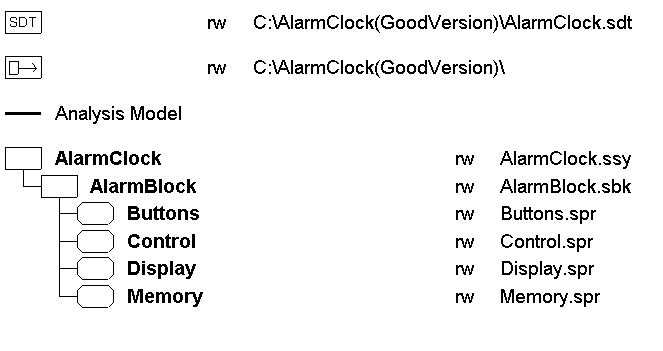 SDT rw C:\AlarmClock(GoodVersion)\AlarmClock.sdt
rw C:\AlarmClock(GoodVersion)\
Analysis Model
AlarmClock rw AlarmClock.ssy
AlarmBlock rw AlarmBlock.sbk
Buttons rw Buttons.spr
Control rw Control.spr
Display rw Display.spr
Memory rw Memory.spr